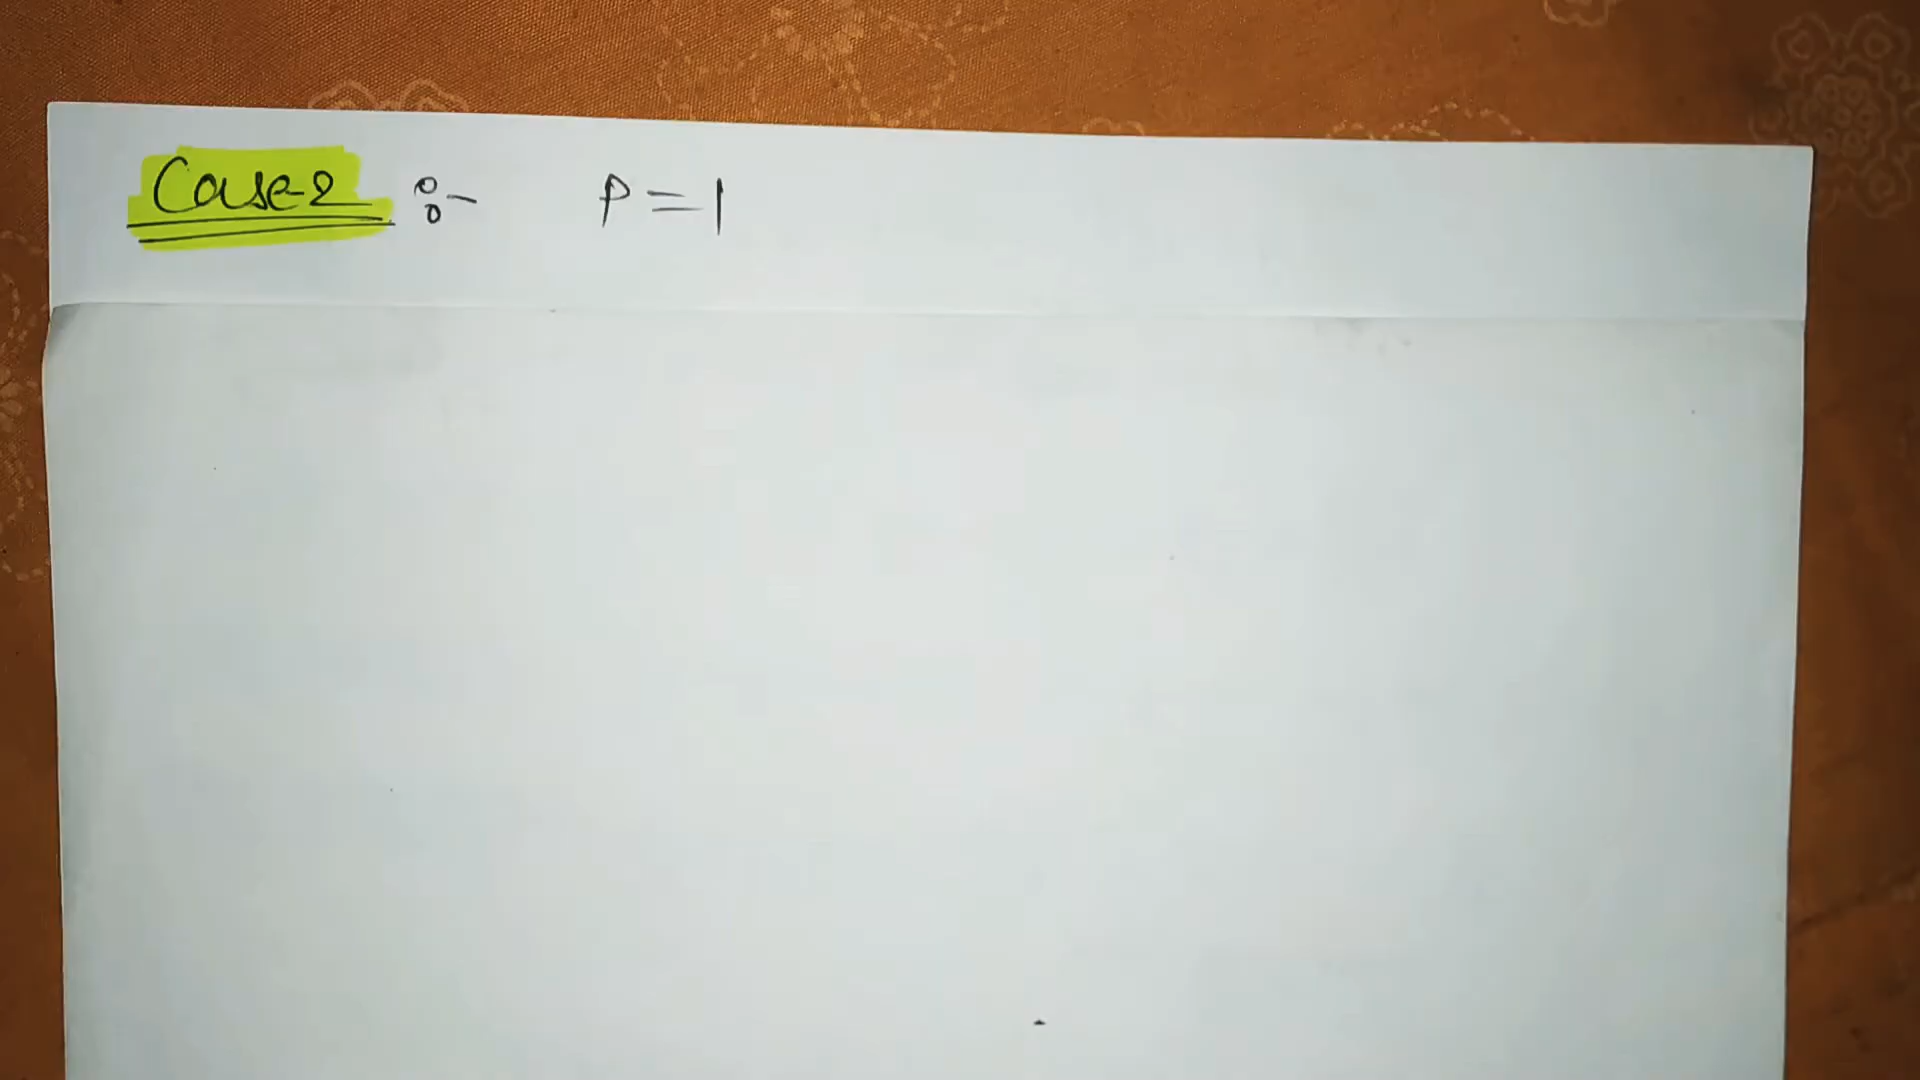 Case-2 :- P = 1